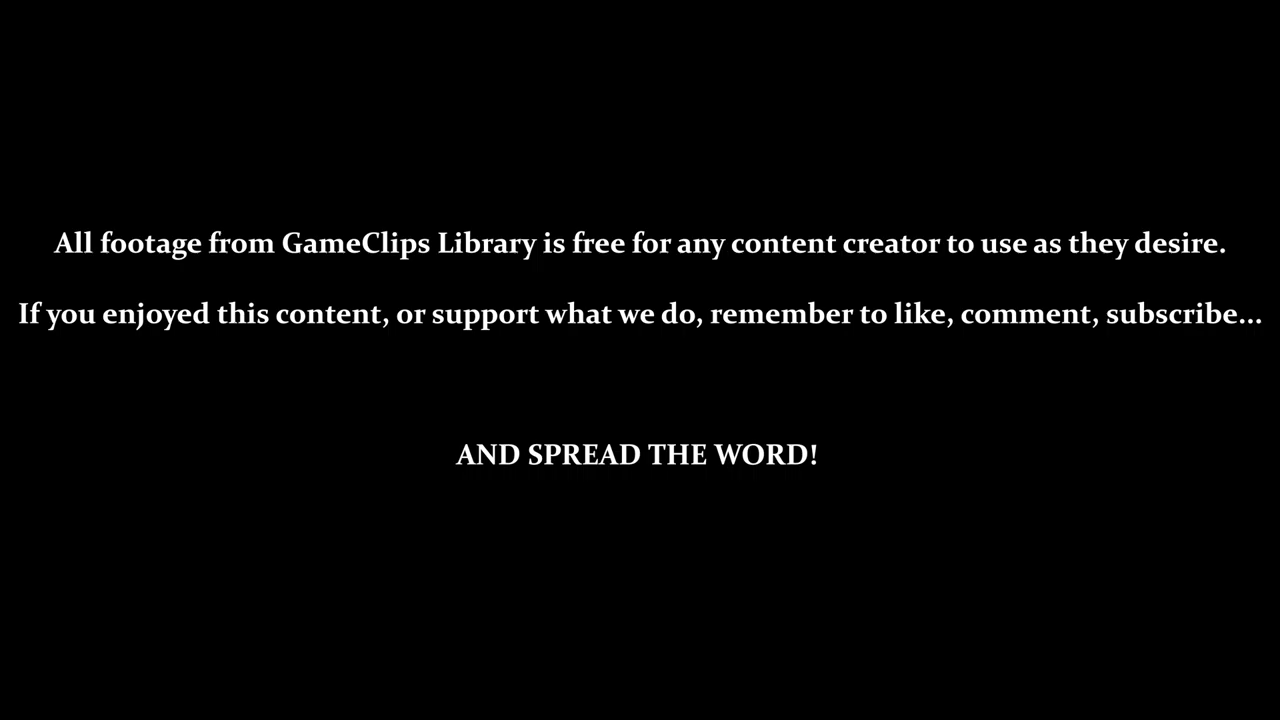 All footage from GameClips Library is free for any content creator to use as they desire.
If you enjoyed this content, or support what we do, remember to like, comment, subscribe...
AND SPREAD THE WORD!